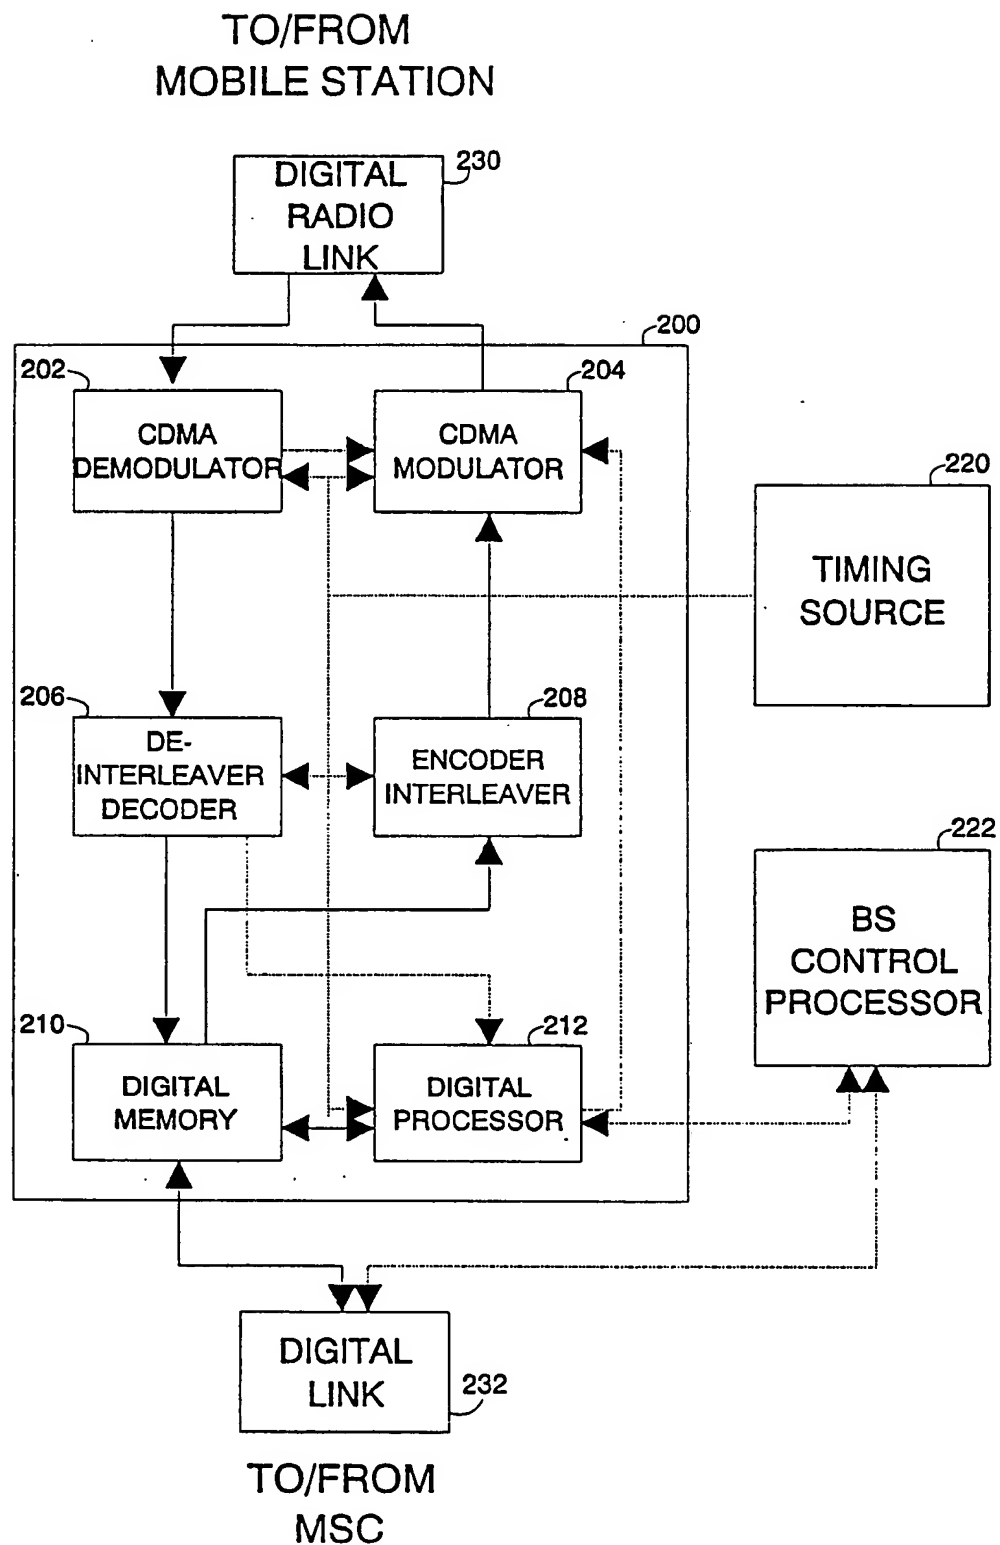 TO/FROM
MOBILE STATION
230
DIGITAL
RADIO
LINK
200
202
204
CDMA
DEMODULATOR
CDMA
MODULATOR
220
TIMING
SOURCE
206
208
DE-
INTERLEAVER
DECODER
ENCODER
INTERLEAVER
222
BS
CONTROL
PROCESSOR
210
212
DIGITAL
MEMORY
DIGITAL
PROCESSOR
DIGITAL
LINK
232
TO/FROM
MSC